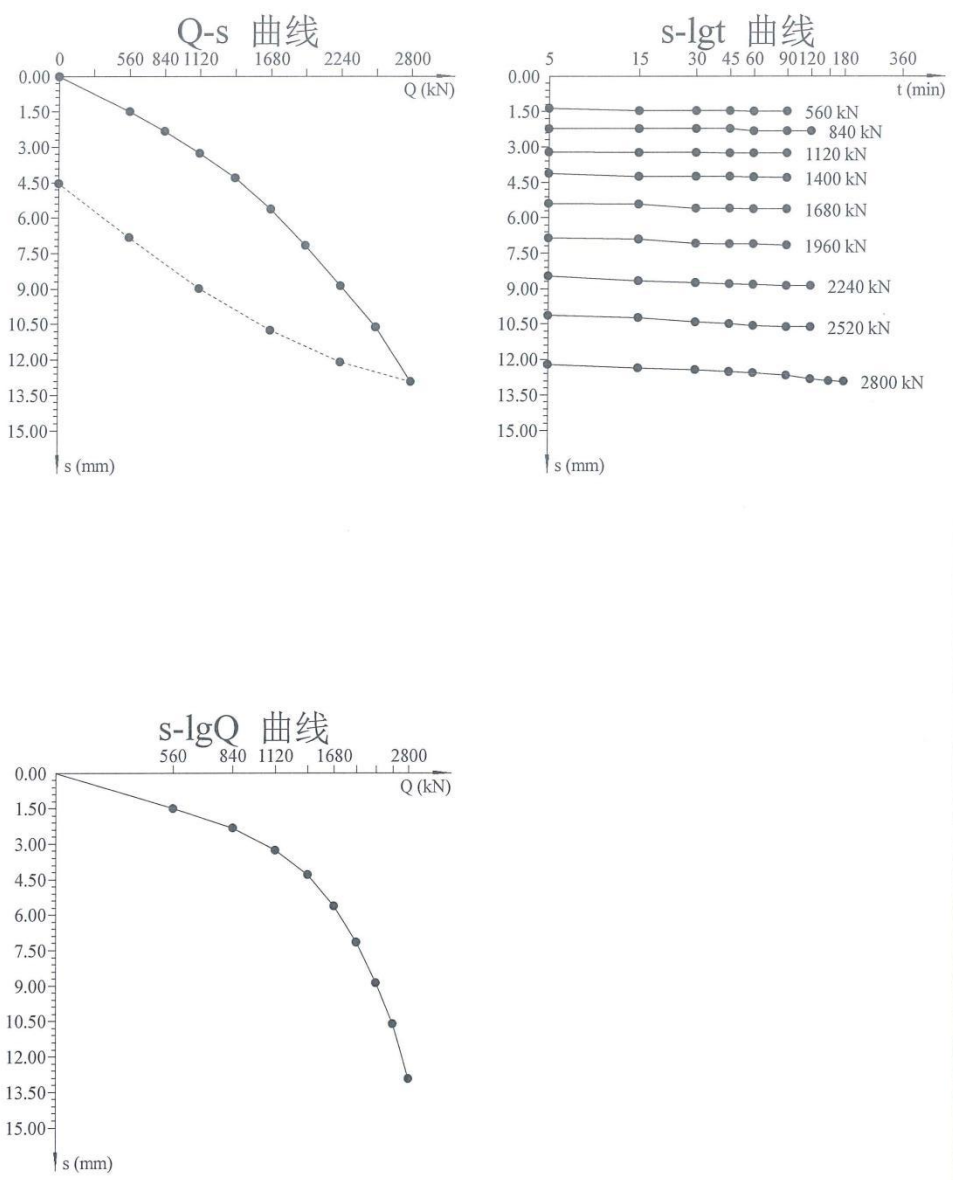 Q-s 曲线
0 560 840 1120 1680 2240 2800
Q (kN)
0.00
1.50
3.00
4.50
6.00
7.50
9.00
10.50
12.00
13.50
15.00
s (mm)
s-lgt 曲线
5 15 30 45 60 90 120 180 360
t (min)
0.00
1.50
3.00
4.50
6.00
7.50
9.00
10.50
12.00
13.50
15.00
560 kN
840 kN
1120 kN
1400 kN
1680 kN
1960 kN
2240 kN
2520 kN
2800 kN
s (mm)
s-lgQ 曲线
560 840 1120 1680 2800
Q (kN)
0.00
1.50
3.00
4.50
6.00
7.50
9.00
10.50
12.00
13.50
15.00
s (mm)